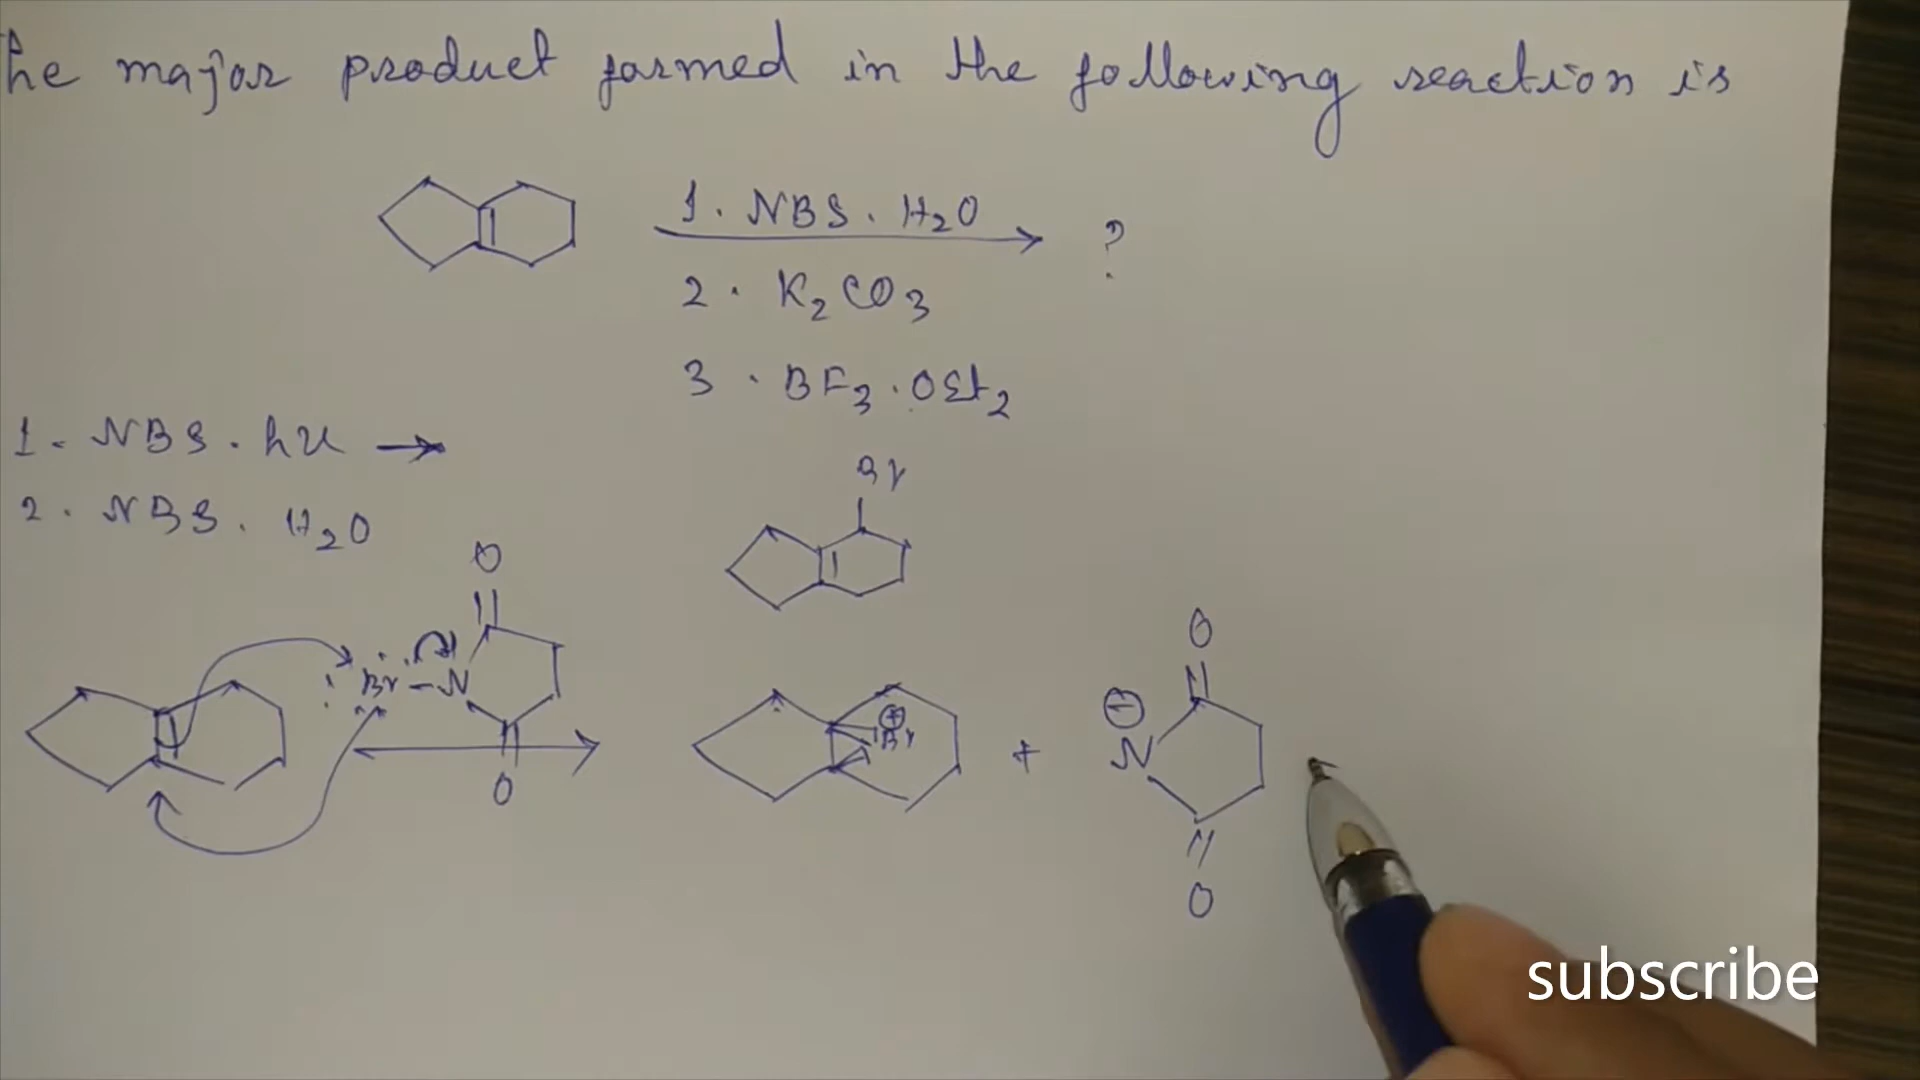 he major product formed in the following reaction is
1. NBS. H2O
?
2. K2CO3
3. BF3.OEt2
1. NBS. hν →
2. NBS. H2O
Br
O
Br
N
O
⊕
Br
+
O
⊖
N
O
subscribe